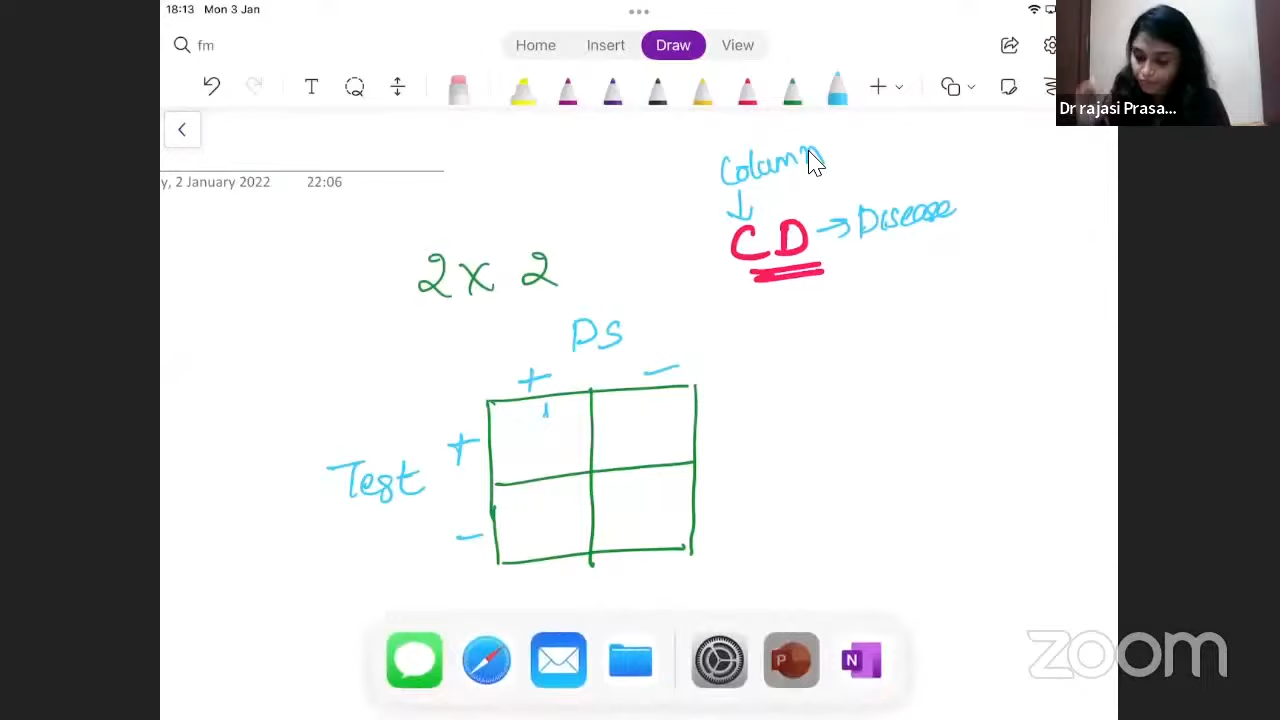 18:13 Mon 3 Jan
fm
Home Insert Draw View
Dr rajasi Prasa...
y, 2 January 2022 22:06
Column
↓
CD → Disease
2 x 2
DS
+ −
+
Test
−
P
N
zoom